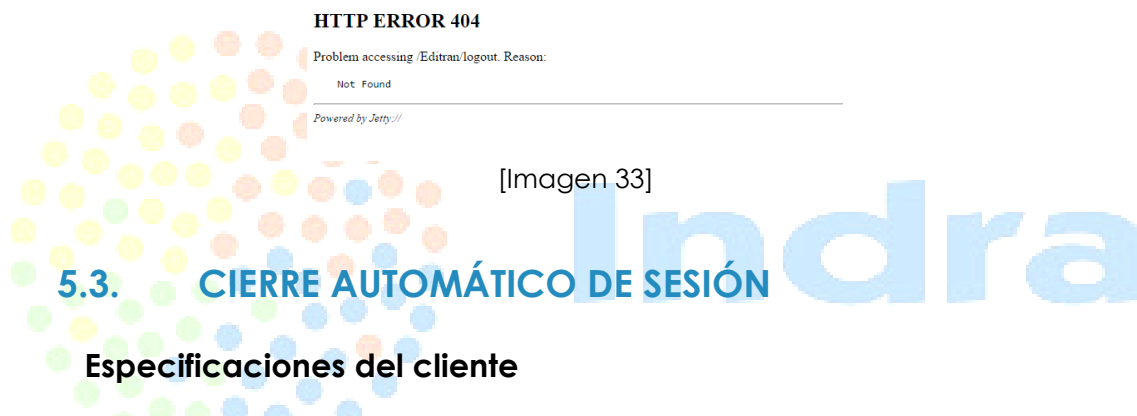 HTTP ERROR 404
Problem accessing /Editran/logout. Reason:
Not Found
Powered by Jetty://
[Imagen 33]
Indra
5.3. CIERRE AUTOMÁTICO DE SESIÓN
Especificaciones del cliente